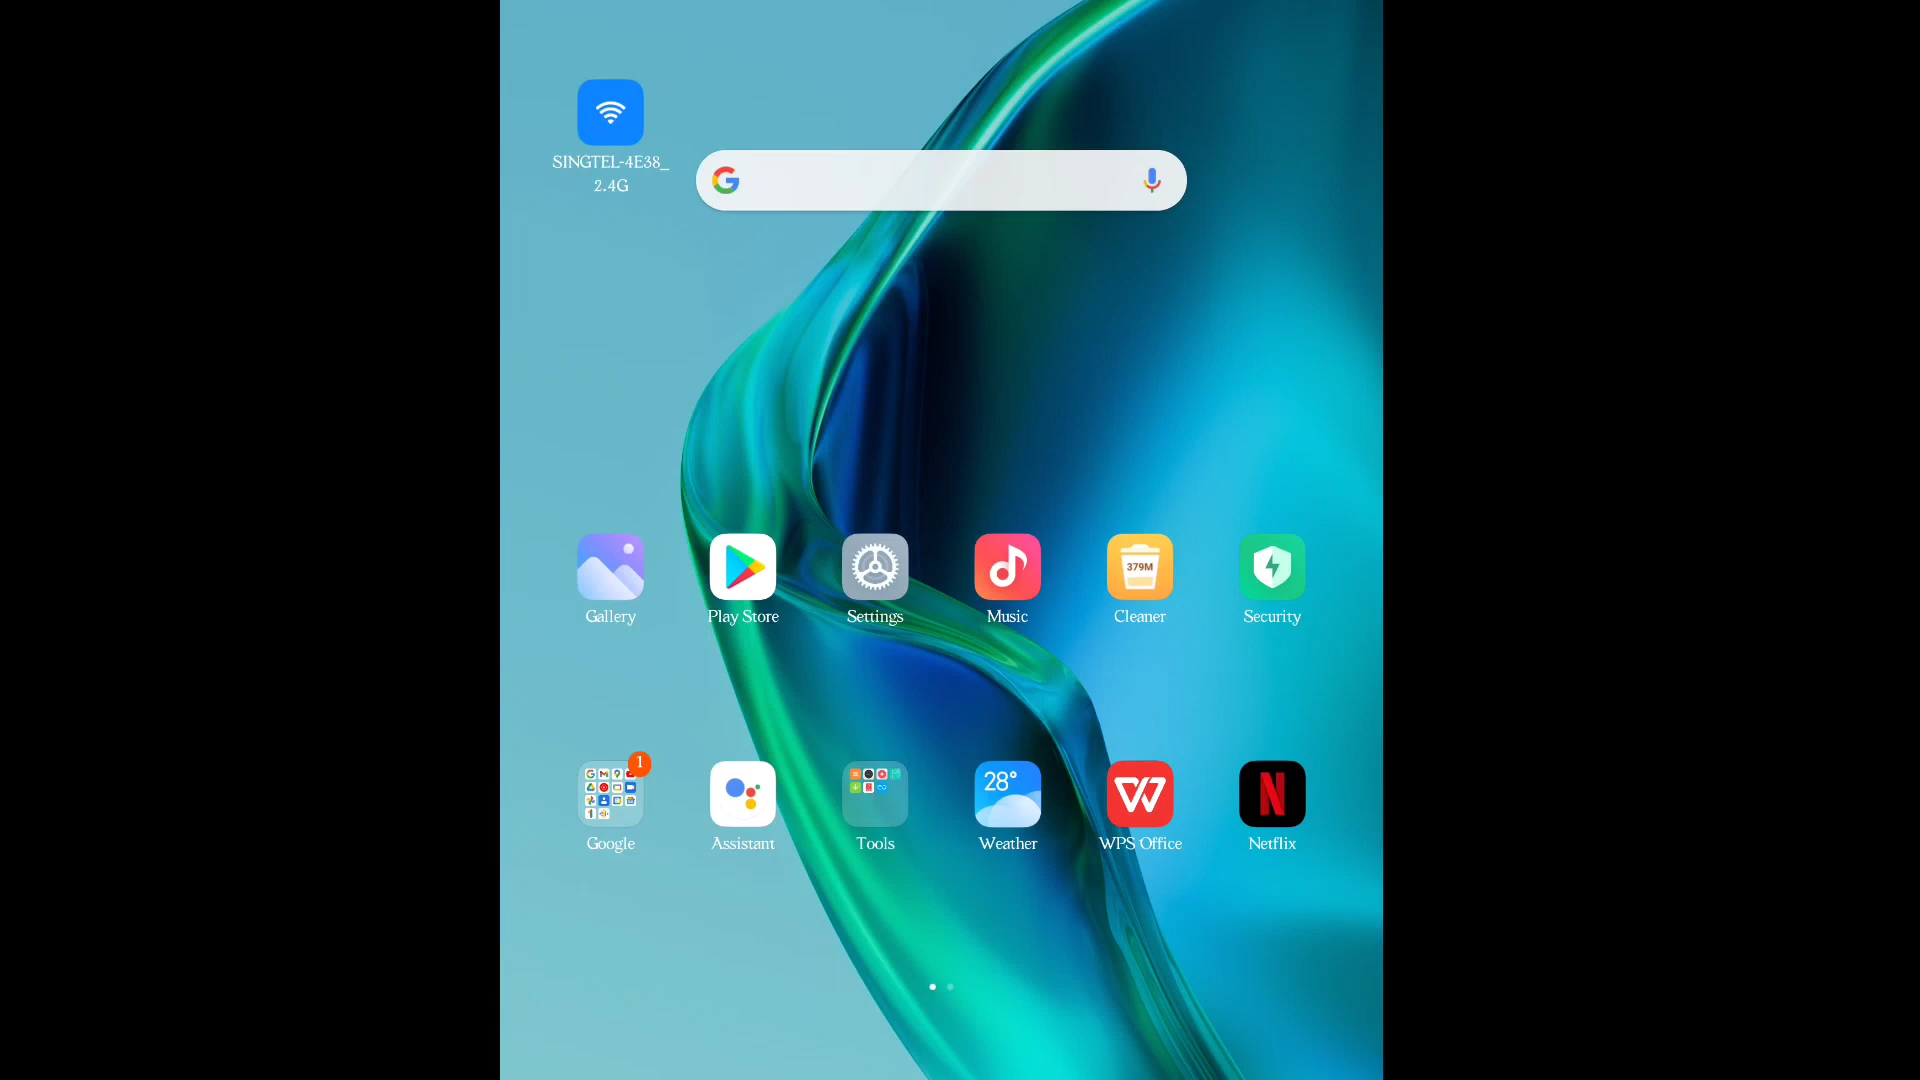 SINGTEL-4E38_
2.4G
Gallery
Play Store
Settings
Music
379M
Cleaner
Security
1
Google
Assistant
Tools
28°
Weather
WPS Office
Netflix